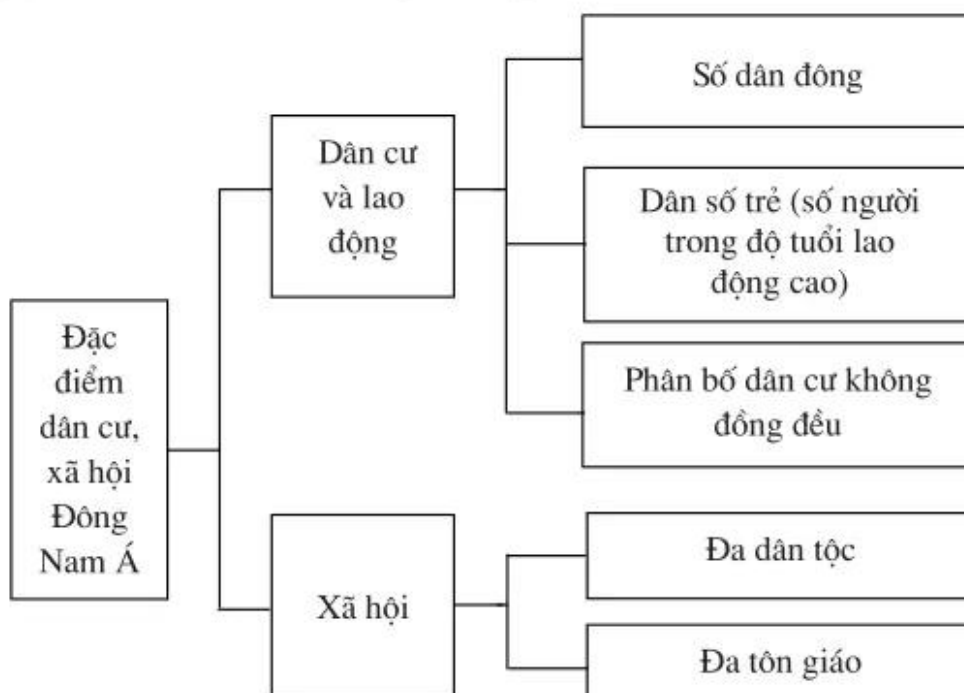 Đặc
điểm
dân cư,
xã hội
Đông
Nam Á
Dân cư
và lao
động
Số dân đông
Dân số trẻ (số người
trong độ tuổi lao
động cao)
Phân bố dân cư không
đồng đều
Xã hội
Đa dân tộc
Đa tôn giáo